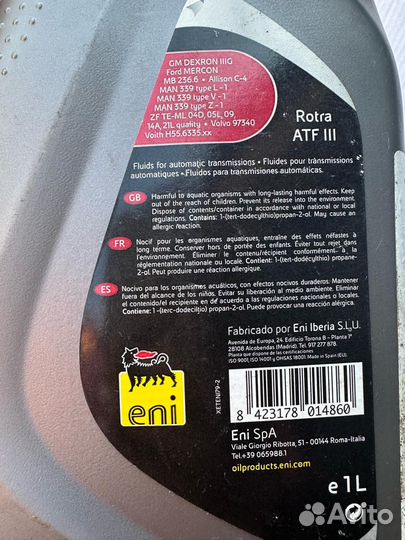 GM DEXRON IIIG
Ford MERCON
MB 236.6 • Allison C-4
MAN 339 type L-1
MAN 339 type V-1
MAN 339 type Z-1
ZF TE-ML 04D, 05L, 09,
14A, 21L quality • Volvo 97340
Voith H55.6335.xx
Rotra
ATF III
Fluids for automatic transmissions • Fluides pour transmissions
automatiques • Fluidos para transmisiones automáticas.
GB
Harmful to aquatic organisms with long-lasting harmful effects. Keep
out of the reach of children. Prevent its release into the environment.
Dispose of contents/container in accordance with national or local
regulations. Contains: 1-(tert-dodecylthio)propan-2-ol. May cause an
allergic reaction.
FR
Nocif pour les organismes aquatiques, entraîne des effets néfastes à
long terme. Conserver hors de portée des enfants. Éviter tout rejet dans
l'environnement. Éliminer le contenu/récipient conformément à la
réglementation nationale ou locale. Contient: 1-(tert-dodecylthio)propane-
2-ol Peut produire une réaction allergique.
ES
Nocivo para los organismos acuáticos, con efectos nocivos duraderos. Mantener
fuera del alcance de los niños. Evitar su liberación al medio ambiente. Eliminar
el contenido/el recipiente en de acuerdo a las regulaciones nacionales o locales.
Contiene: 1-(terc-dodeciltio) propan-2-ol. Puede provocar una reacción alérgica.
Fabricado por Eni Iberia S.L.U.
Avenida de Europa, 24. Edificio Torona B - Planta 1ª
28108 Alcobendas (Madrid). Tel. 917 277 878.
Planta que dispone de las certificaciones
ISO 9001, ISO 14001 y OHSAS 18001. Made in Spain (EU).
XETENI79-2
eni
8 423178 014860
Eni SpA
Viale Giorgio Ribotta, 51 - 00144 Roma-Italia
Tel.+39 065988.1
oilproducts.eni.com
e 1L
Avito